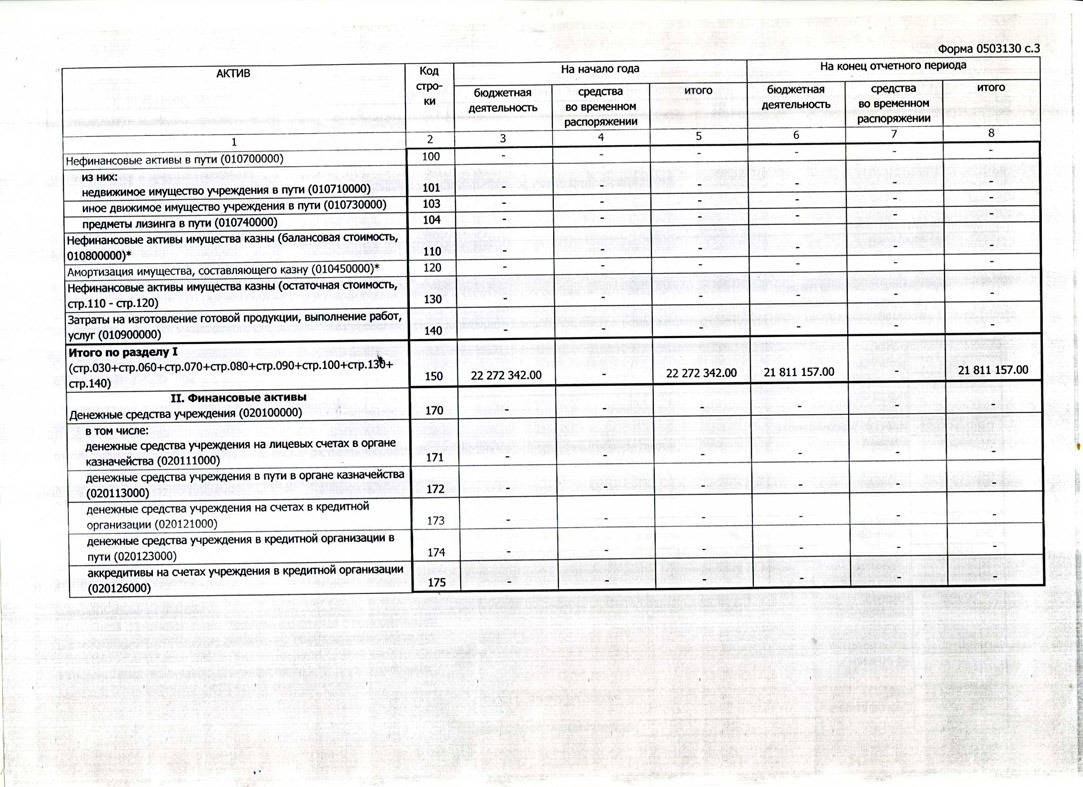 Форма 0503130 с.3
АКТИВ
Код
стро-
ки
На начало года
На конец отчетного периода
бюджетная
деятельность
средства
во временном
распоряжении
итого
бюджетная
деятельность
средства
во временном
распоряжении
итого
1 2 3 4 5 6 7 8
Нефинансовые активы в пути (010700000) 100 - - - - - -
из них:
недвижимое имущество учреждения в пути (010710000) 101 - - - - - -
иное движимое имущество учреждения в пути (010730000) 103 - - - - - -
предметы лизинга в пути (010740000) 104 - - - - - -
Нефинансовые активы имущества казны (балансовая стоимость,
010800000)* 110 - - - - - -
Амортизация имущества, составляющего казну (010450000)* 120 - - - - - -
Нефинансовые активы имущества казны (остаточная стоимость,
стр.110 - стр.120) 130 - - - - - -
Затраты на изготовление готовой продукции, выполнение работ,
услуг (010900000) 140 - - - - - -
Итого по разделу I
(стр.030+стр.060+стр.070+стр.080+стр.090+стр.100+стр.130+
стр.140) 150 22 272 342.00 - 22 272 342.00 21 811 157.00 - 21 811 157.00
II. Финансовые активы
Денежные средства учреждения (020100000) 170 - - - - - -
в том числе:
денежные средства учреждения на лицевых счетах в органе
казначейства (020111000) 171 - - - - - -
денежные средства учреждения в пути в органе казначейства
(020113000) 172 - - - - - -
денежные средства учреждения на счетах в кредитной
организации (020121000) 173 - - - - - -
денежные средства учреждения в кредитной организации в
пути (020123000) 174 - - - - - -
аккредитивы на счетах учреждения в кредитной организации
(020126000) 175 - - - - - -